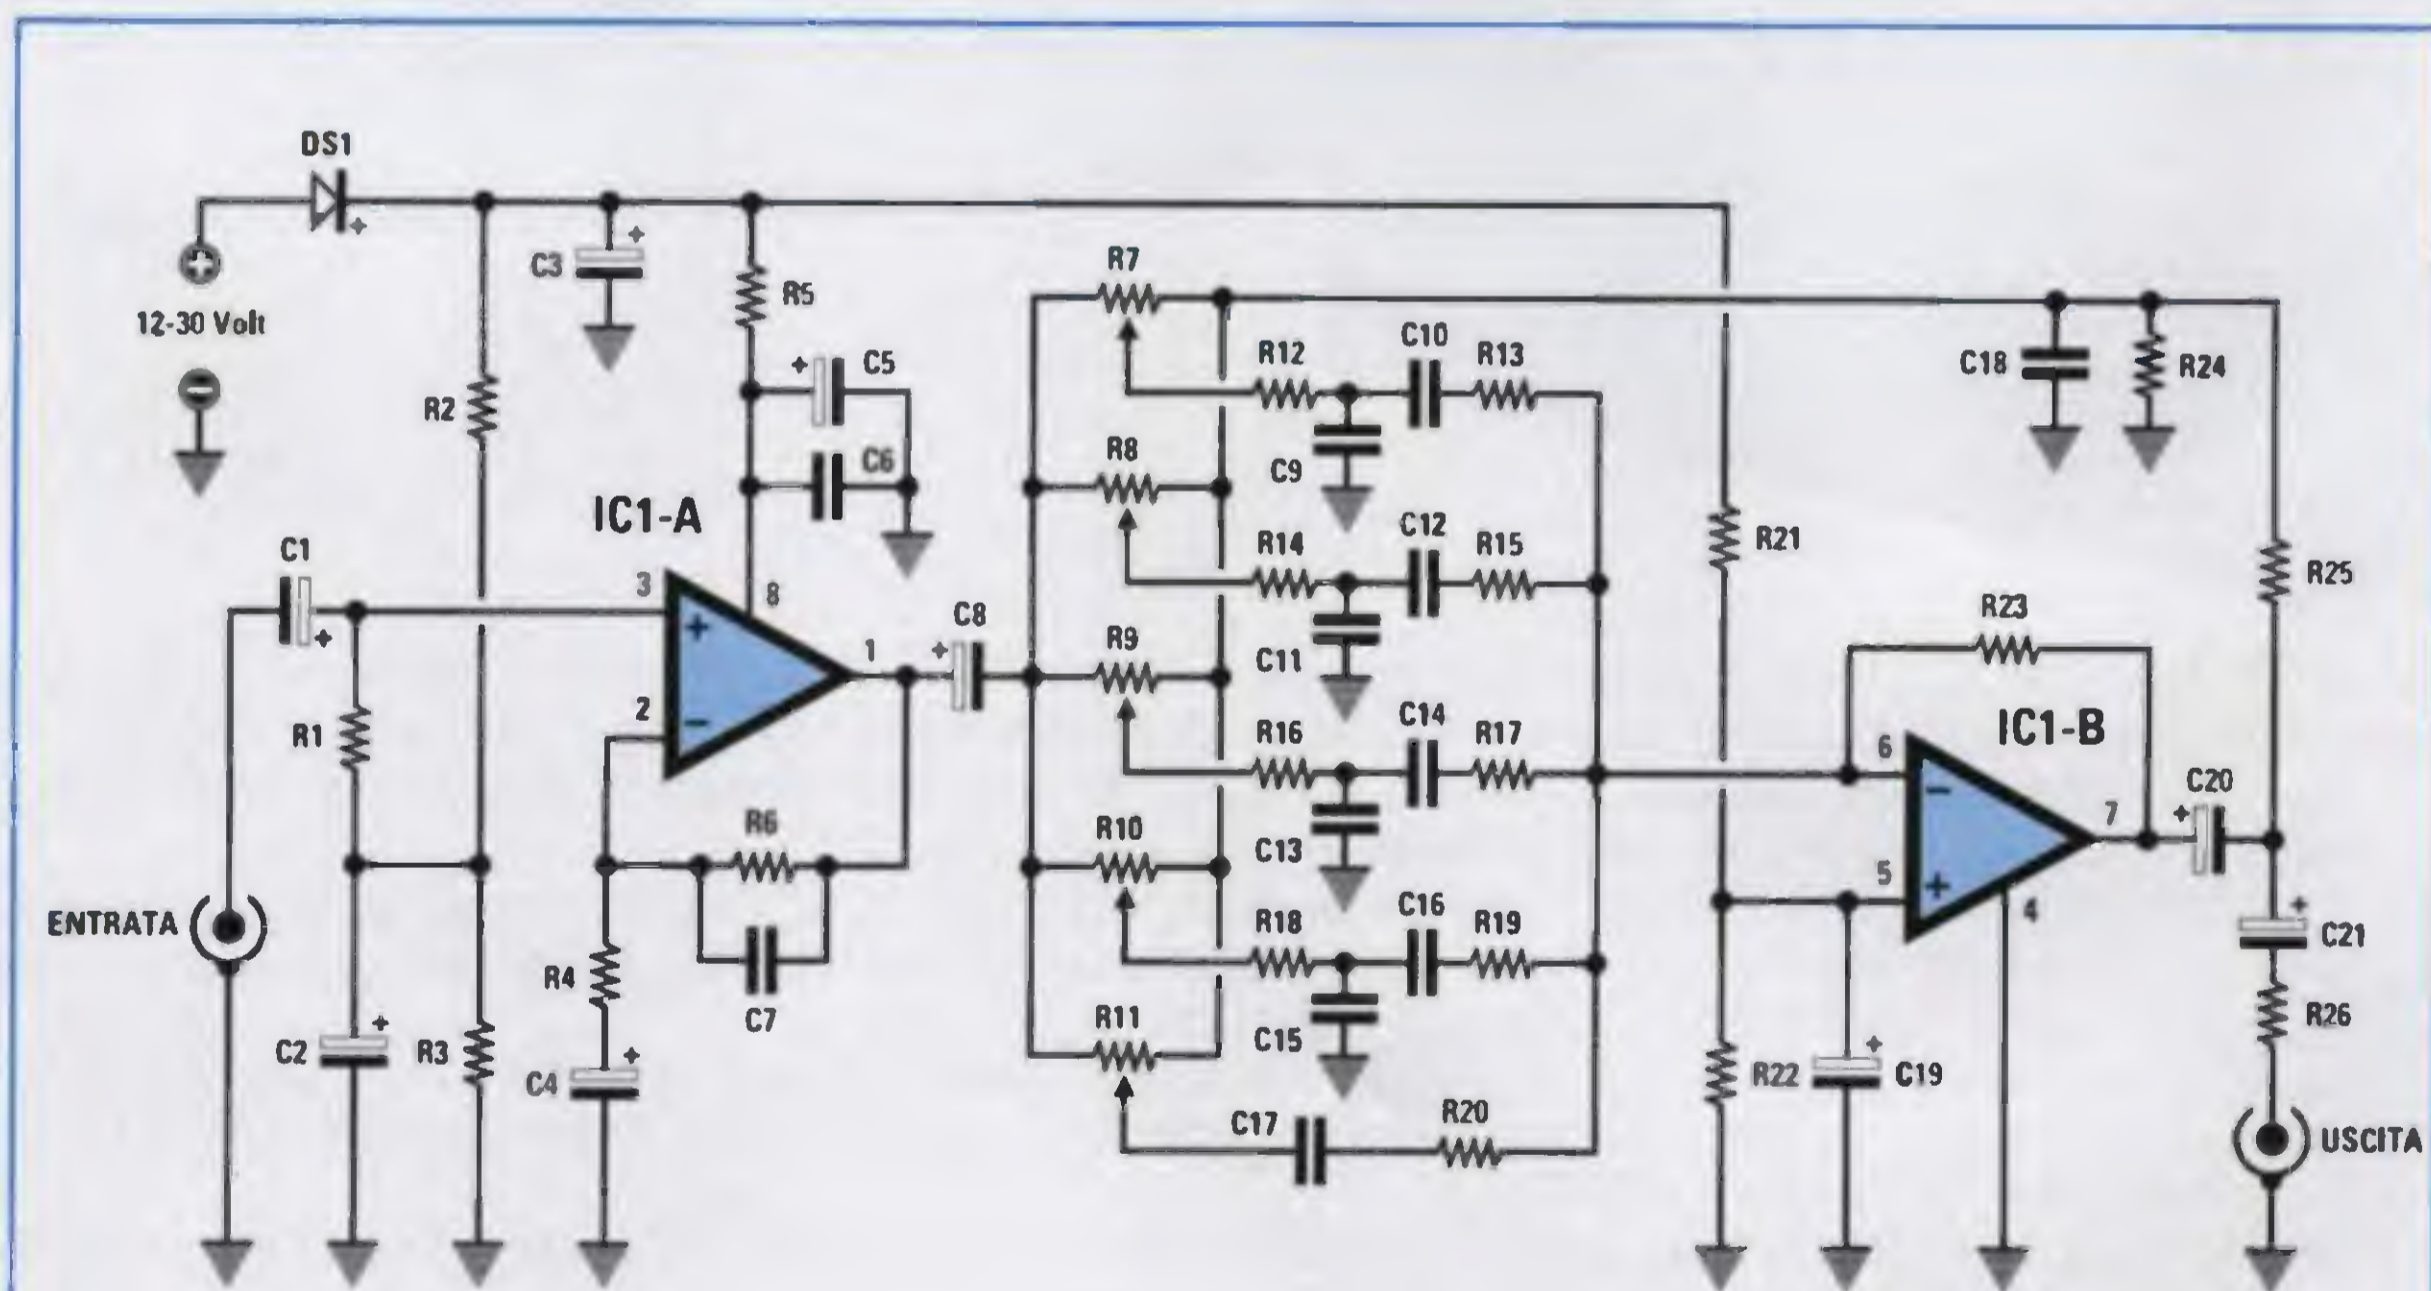 DS1
C3
R5
12-30 Volt
R2
C5
C6
IC1-A
C1
3
8
+
2
−
1
C8
R1
R6
C7
R4
ENTRATA
C2
R3
C4
R7
R12
C10
R13
C9
R8
R14
C12
R15
C11
R9
R16
C14
R17
C13
R10
R18
C16
R19
C15
R11
C17
R20
C18
R24
R21
R25
R23
IC1-B
6
−
5
+
7
4
C20
C21
R26
R22
C19
USCITA